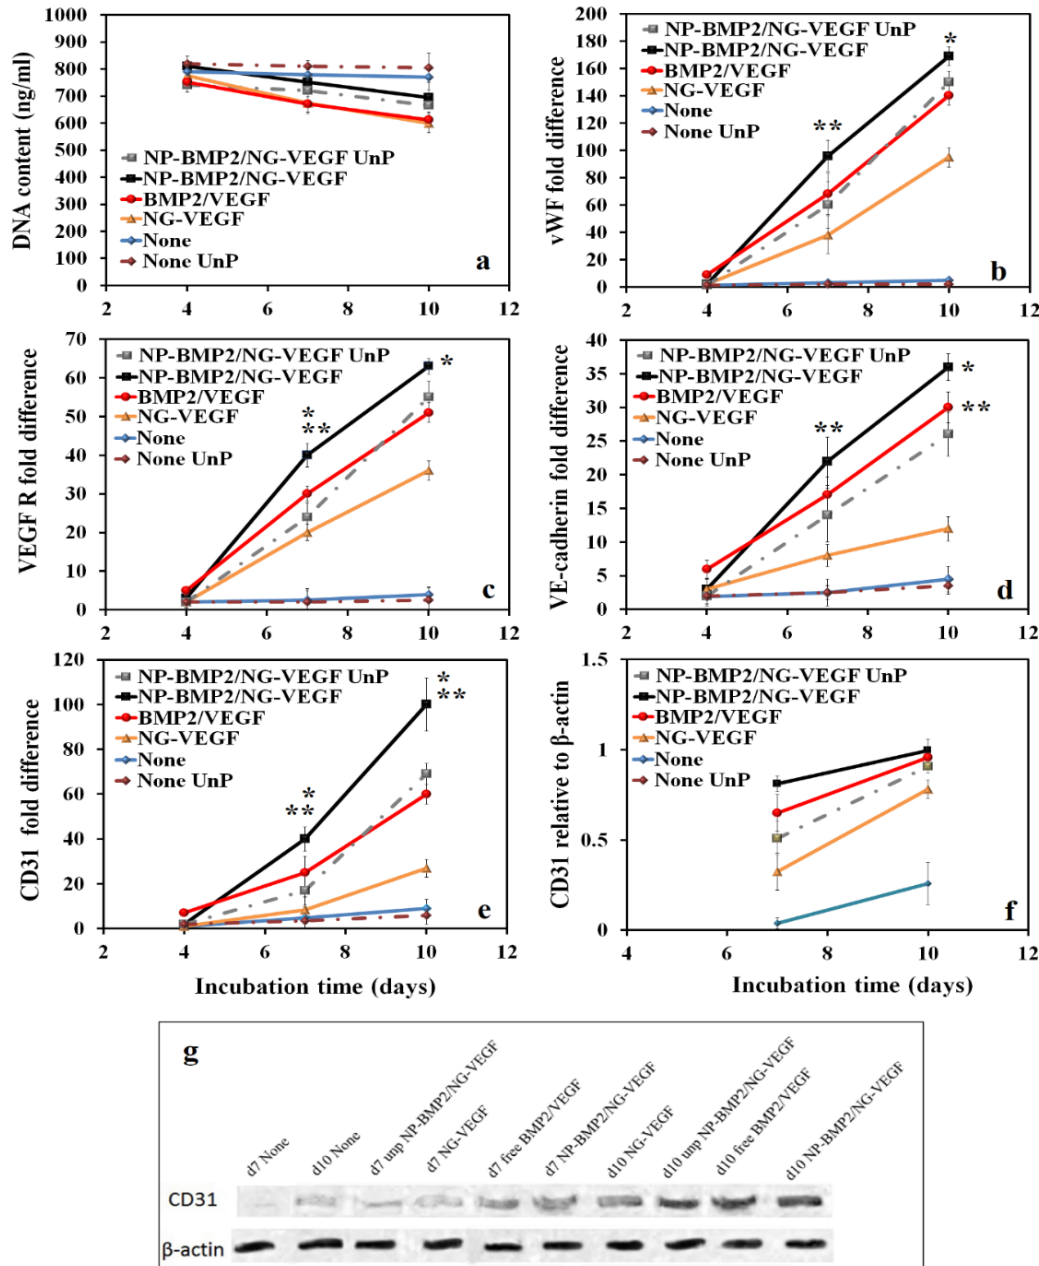 1000
900
800
700
600
500
400
300
200
100
0
DNA content (ng/ml)
NP-BMP2/NG-VEGF UnP
NP-BMP2/NG-VEGF
BMP2/VEGF
NG-VEGF
None
None UnP
a
2 4 6 8 10 12
200
180
160
140
120
100
80
60
40
20
0
vWF fold difference
NP-BMP2/NG-VEGF UnP
NP-BMP2/NG-VEGF
BMP2/VEGF
NG-VEGF
None
None UnP
*
**
b
2 4 6 8 10 12
70
60
50
40
30
20
10
0
VEGF R fold difference
NP-BMP2/NG-VEGF UnP
NP-BMP2/NG-VEGF
BMP2/VEGF
NG-VEGF
None
None UnP
*
*
**
c
2 4 6 8 10 12
40
35
30
25
20
15
10
5
0
VE-cadherin fold difference
NP-BMP2/NG-VEGF UnP
NP-BMP2/NG-VEGF
BMP2/VEGF
NG-VEGF
None
None UnP
*
**
**
d
2 4 6 8 10 12
120
100
80
60
40
20
0
CD31 fold difference
NP-BMP2/NG-VEGF UnP
NP-BMP2/NG-VEGF
BMP2/VEGF
NG-VEGF
None
None UnP
*
**
*
**
e
2 4 6 8 10 12
Incubation time (days)
1.5
1
0.5
0
CD31 relative to β-actin
NP-BMP2/NG-VEGF UnP
NP-BMP2/NG-VEGF
BMP2/VEGF
NG-VEGF
None
None UnP
f
4 6 8 10 12
Incubation time (days)
g
d7 None
d10 None
d7 unp NP-BMP2/NG-VEGF
d7 NG-VEGF
d7 free BMP2/VEGF
d7 NP-BMP2/NG-VEGF
d10 NG-VEGF
d10 unp NP-BMP2/NG-VEGF
d10 free BMP2/VEGF
d10 NP-BMP2/NG-VEGF
CD31
β-actin